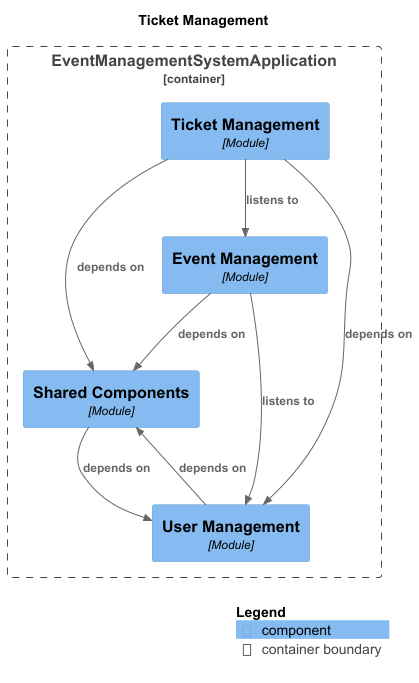 Ticket Management
EventManagementSystemApplication
[container]
Ticket Management
[Module]
listens to
Event Management
[Module]
depends on
depends on
depends on
Shared Components
[Module]
listens to
depends on
depends on
User Management
[Module]
Legend
component
container boundary